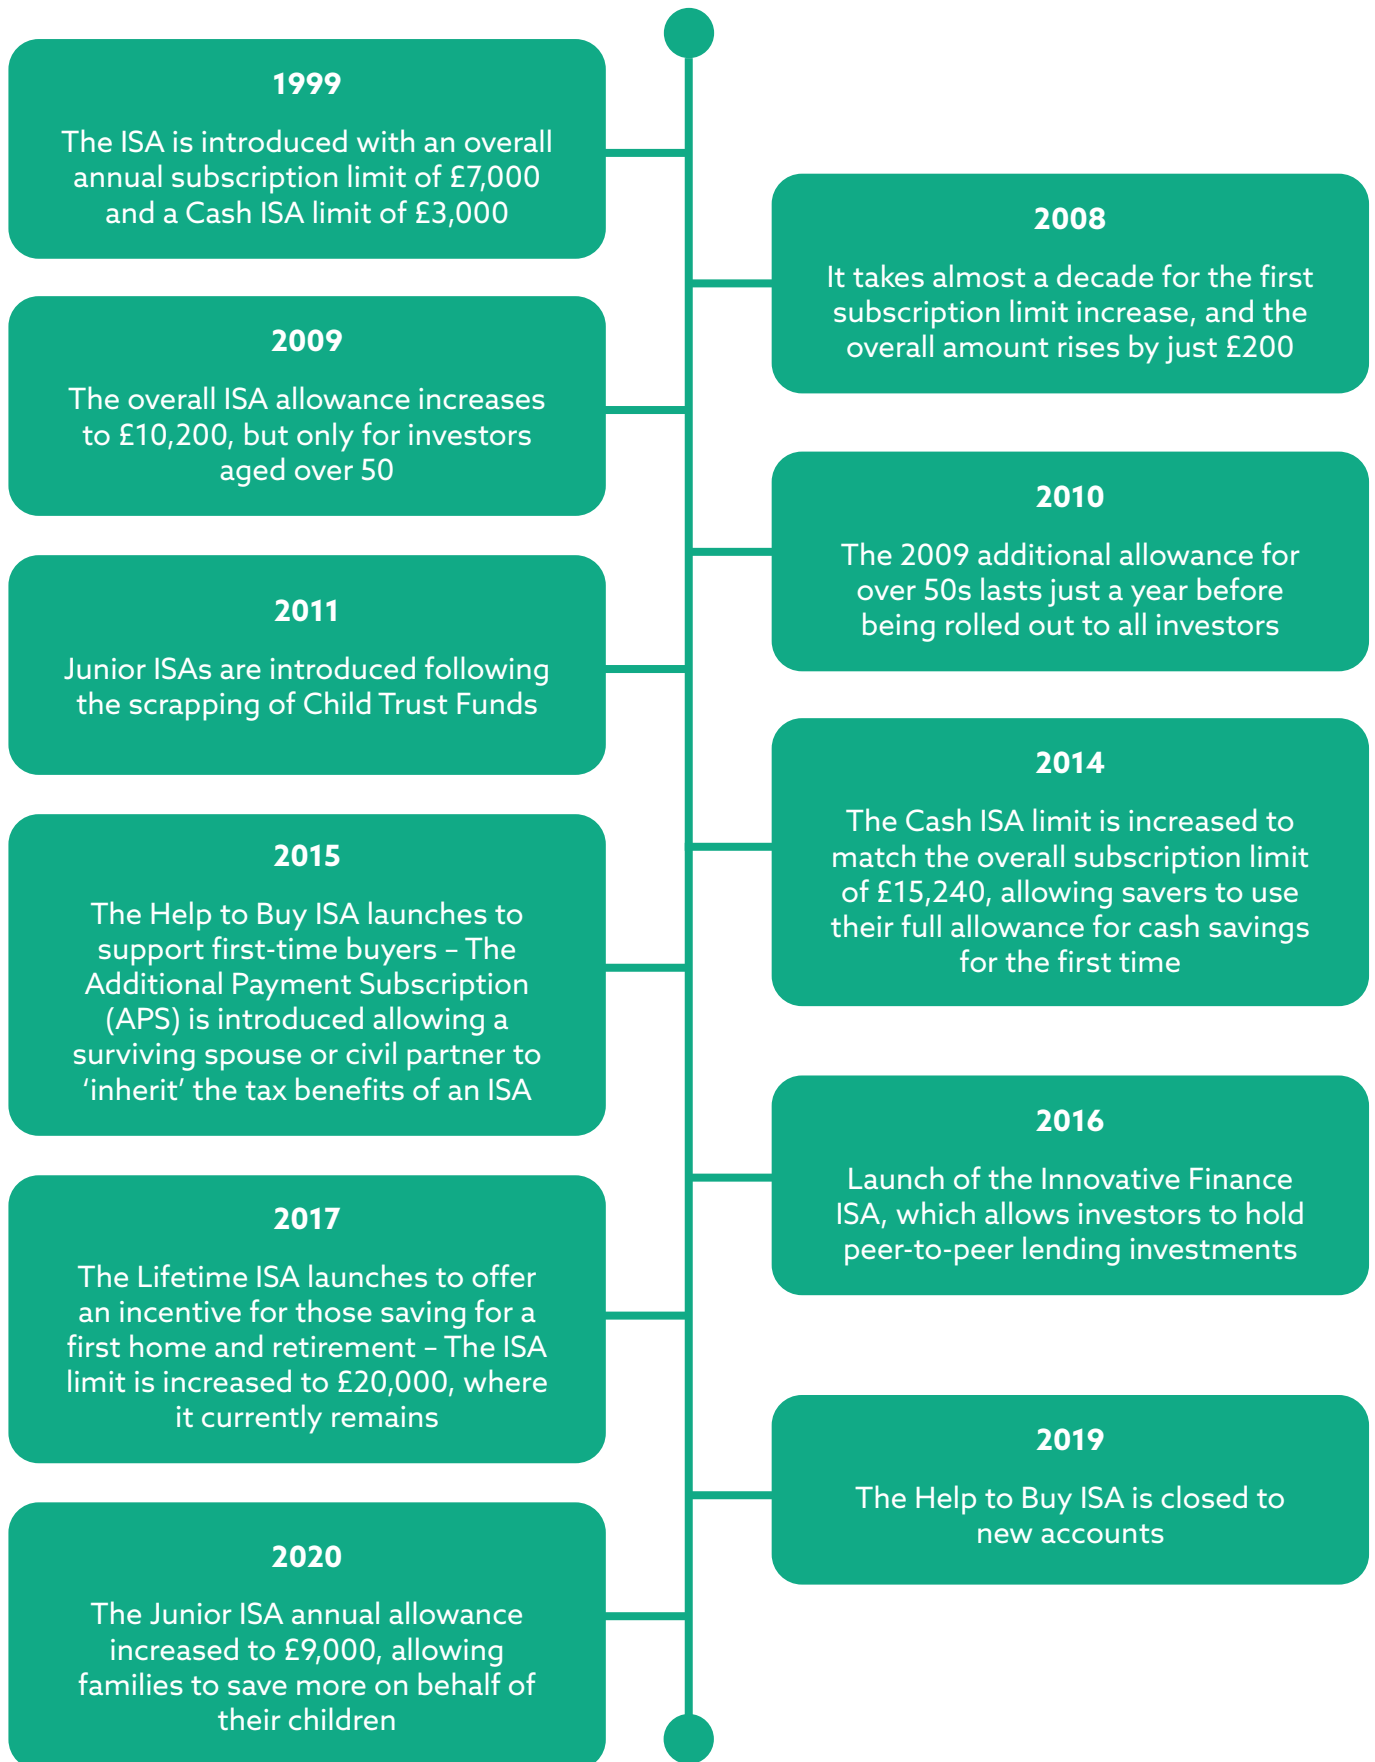 1999
The ISA is introduced with an overall
annual subscription limit of £7,000
and a Cash ISA limit of £3,000
2008
It takes almost a decade for the first
subscription limit increase, and the
overall amount rises by just £200
2009
The overall ISA allowance increases
to £10,200, but only for investors
aged over 50
2010
The 2009 additional allowance for
over 50s lasts just a year before
being rolled out to all investors
2011
Junior ISAs are introduced following
the scrapping of Child Trust Funds
2014
The Cash ISA limit is increased to
match the overall subscription limit
of £15,240, allowing savers to use
their full allowance for cash savings
for the first time
2015
The Help to Buy ISA launches to
support first-time buyers – The
Additional Payment Subscription
(APS) is introduced allowing a
surviving spouse or civil partner to
‘inherit’ the tax benefits of an ISA
2016
Launch of the Innovative Finance
ISA, which allows investors to hold
peer-to-peer lending investments
2017
The Lifetime ISA launches to offer
an incentive for those saving for a
first home and retirement – The ISA
limit is increased to £20,000, where
it currently remains
2019
The Help to Buy ISA is closed to
new accounts
2020
The Junior ISA annual allowance
increased to £9,000, allowing
families to save more on behalf of
their children